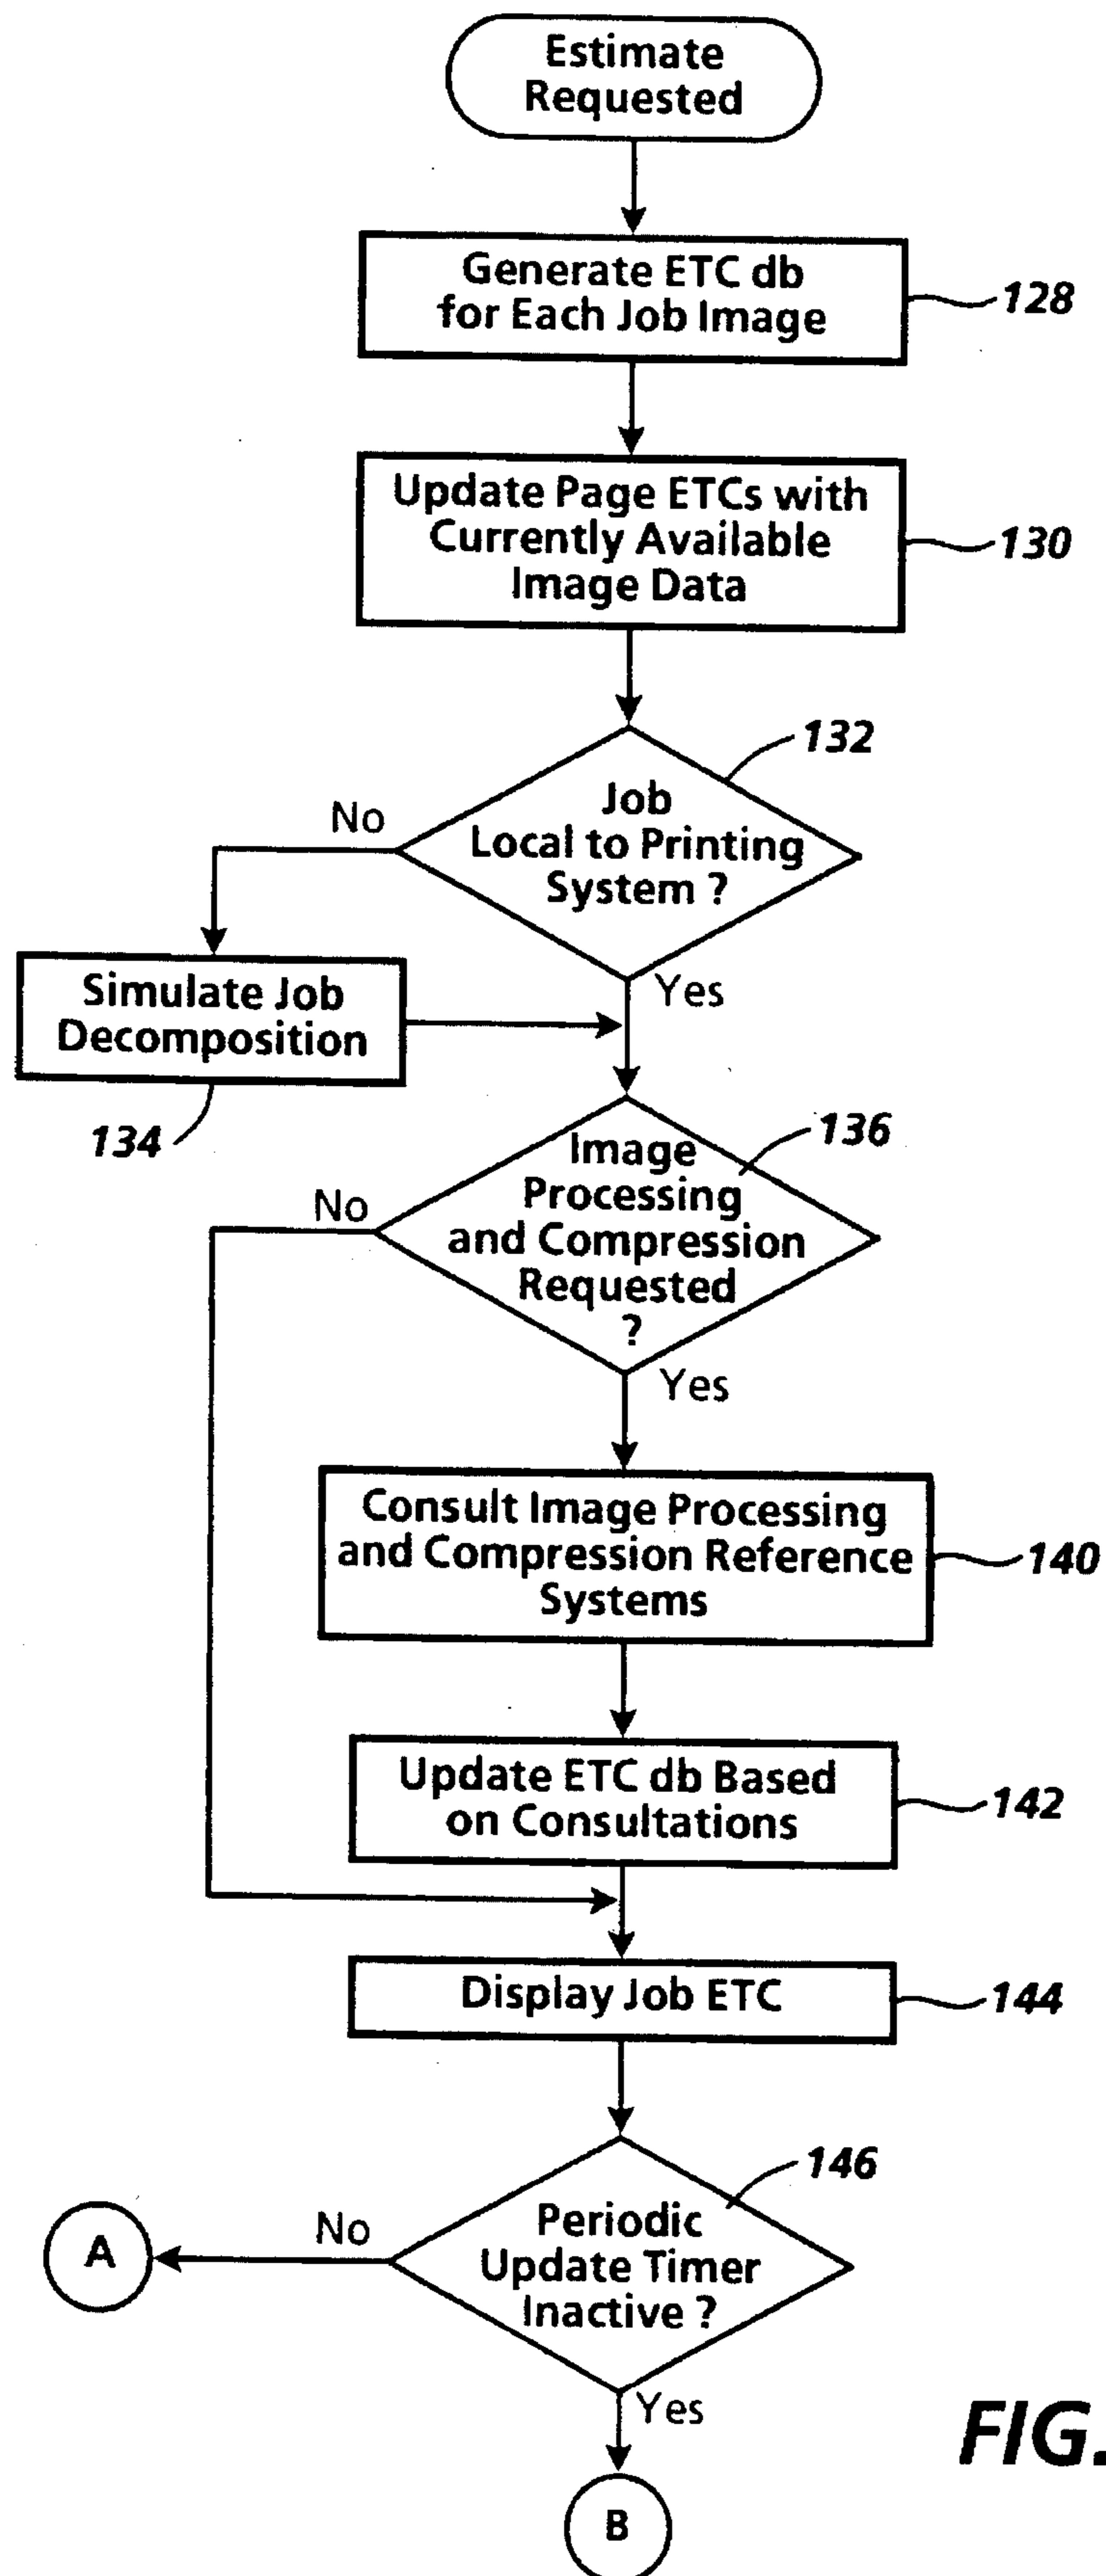 Estimate
Requested
Generate ETC db
for Each Job Image
128
Update Page ETCs with
Currently Available
Image Data
130
132
Job
Local to Printing
System ?
No
Yes
Simulate Job
Decomposition
134
136
Image
Processing
and Compression
Requested
?
No
Yes
Consult Image Processing
and Compression Reference
Systems
140
Update ETC db Based
on Consultations
142
Display Job ETC
144
146
Periodic
Update Timer
Inactive ?
No
A
Yes
B
FIG.